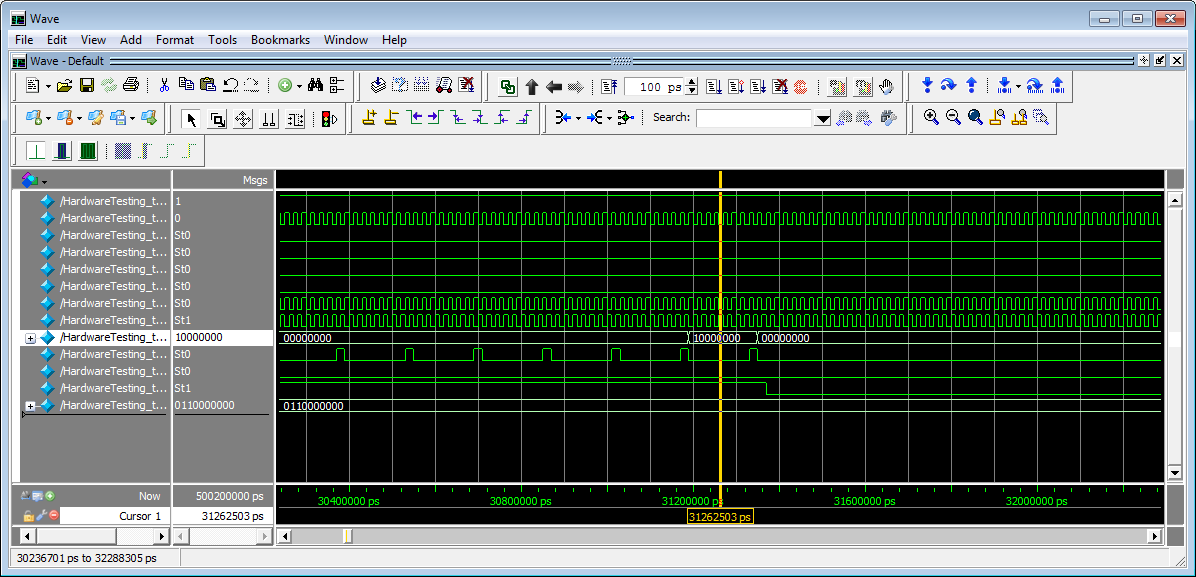 Wave
File Edit View Add Format Tools Bookmarks Window Help
Wave - Default
100 ps
Search:
Msgs
/HardwareTesting_t... 1
/HardwareTesting_t... 0
/HardwareTesting_t... St0
/HardwareTesting_t... St0
/HardwareTesting_t... St0
/HardwareTesting_t... St0
/HardwareTesting_t... St0
/HardwareTesting_t... St1
/HardwareTesting_t... 10000000 00000000 10000000 00000000
/HardwareTesting_t... St0
/HardwareTesting_t... St0
/HardwareTesting_t... St1
/HardwareTesting_t... 0110000000 0110000000
Now 500200000 ps 30400000 ps 30800000 ps 31200000 ps 31600000 ps 32000000 ps
Cursor 1 31262503 ps 31262503 ps
30236701 ps to 32288305 ps